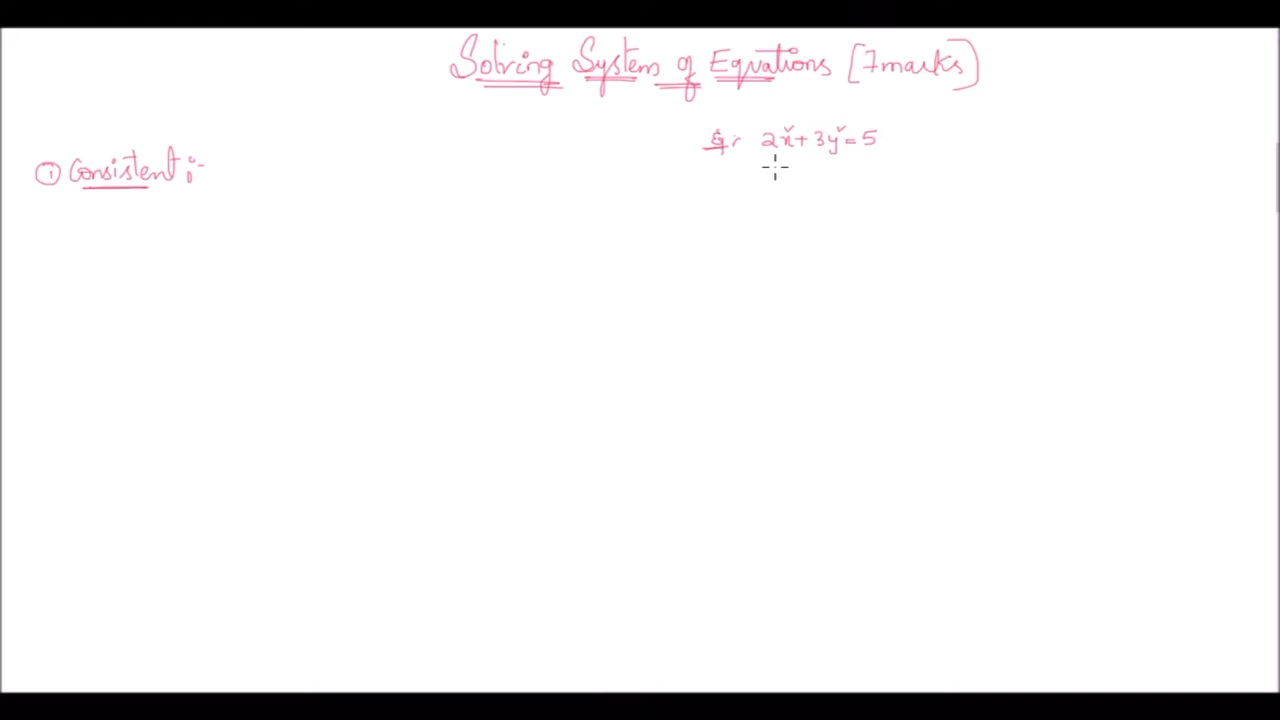 Solving System of Equations [7marks]
Eg:- 2x+ 3y = 5
① Consistent :-